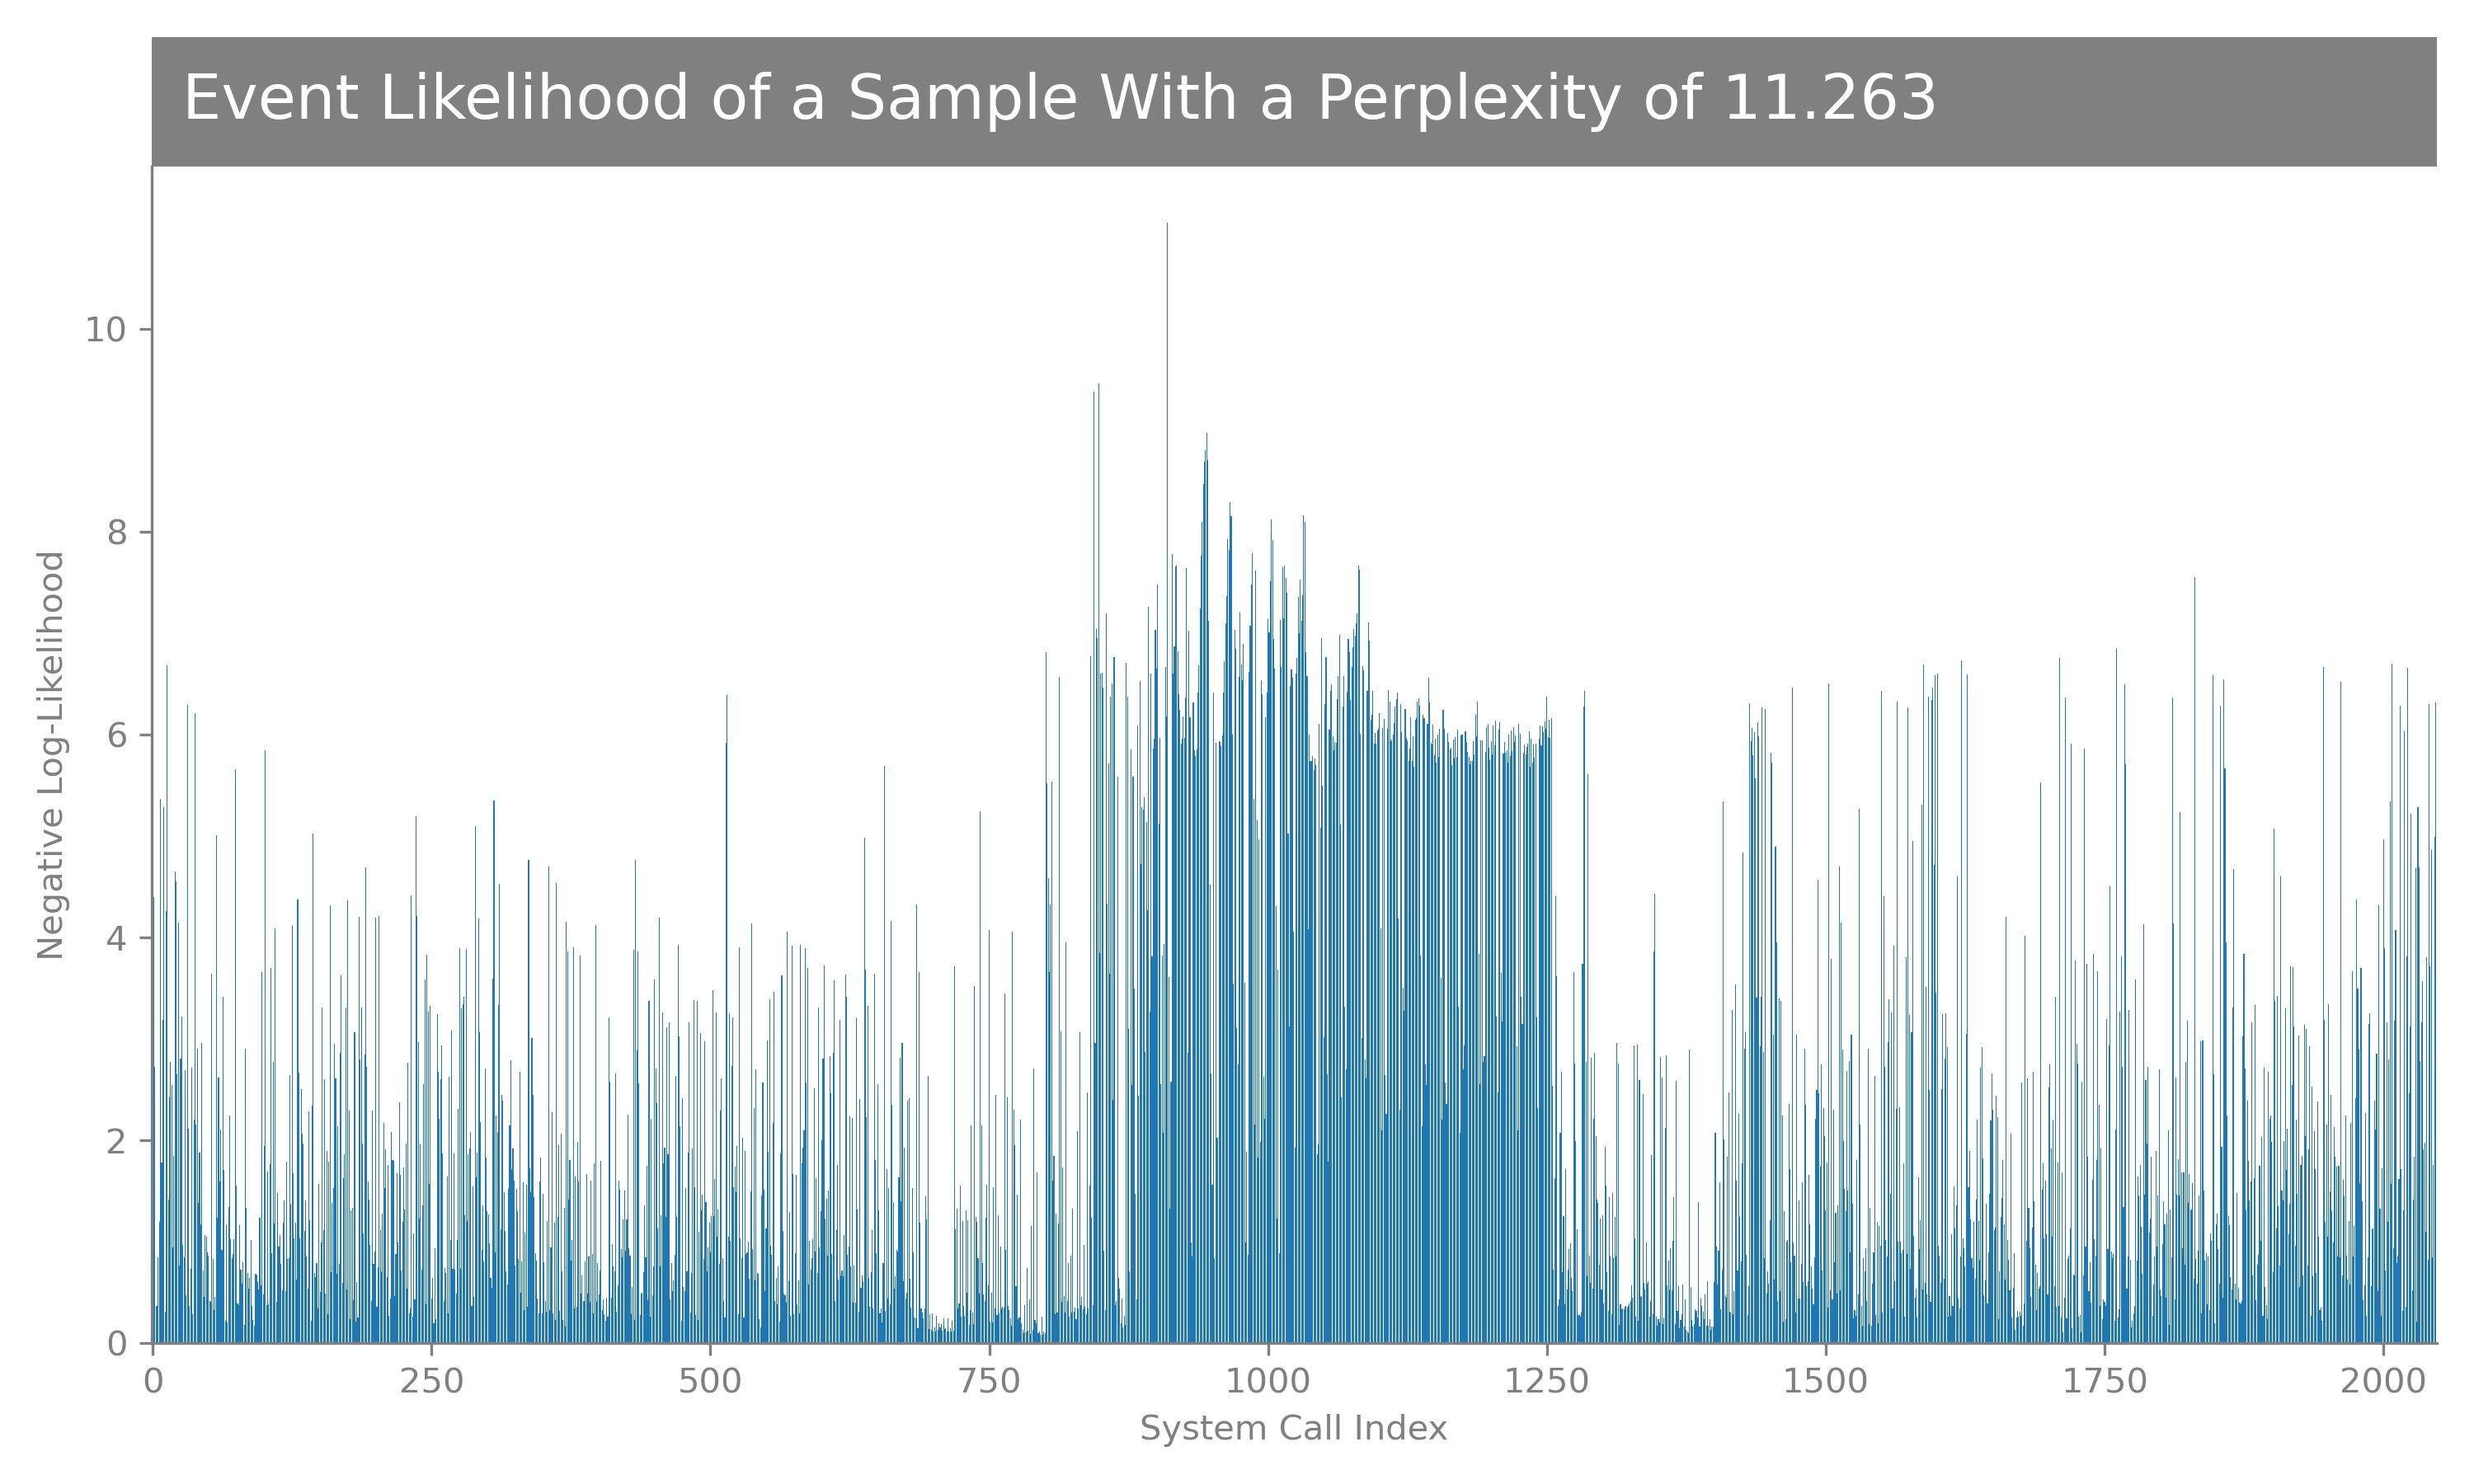 Event Likelihood of a Sample With a Perplexity of 11.263
10
8
6
4
2
0
Negative Log-Likelihood
0 250 500 750 1000 1250 1500 1750 2000
System Call Index